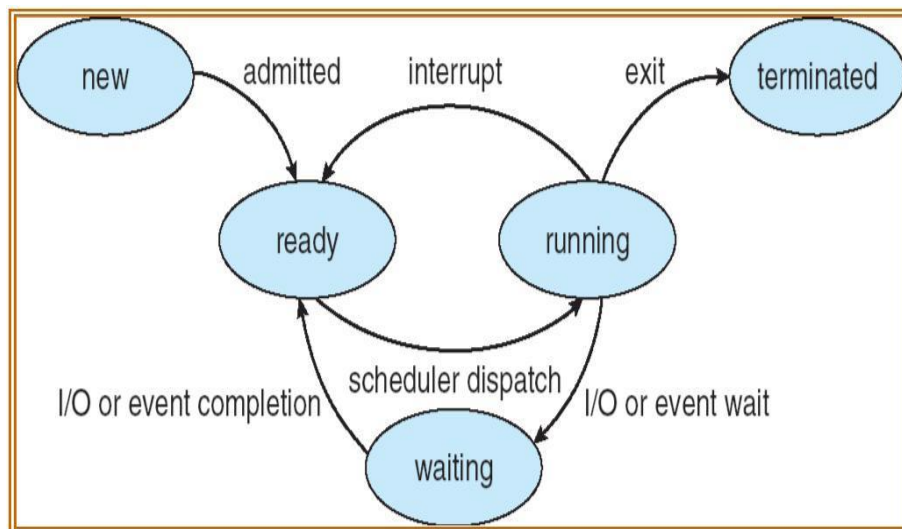 new
admitted
interrupt
exit
terminated
ready
running
scheduler dispatch
I/O or event completion
I/O or event wait
waiting